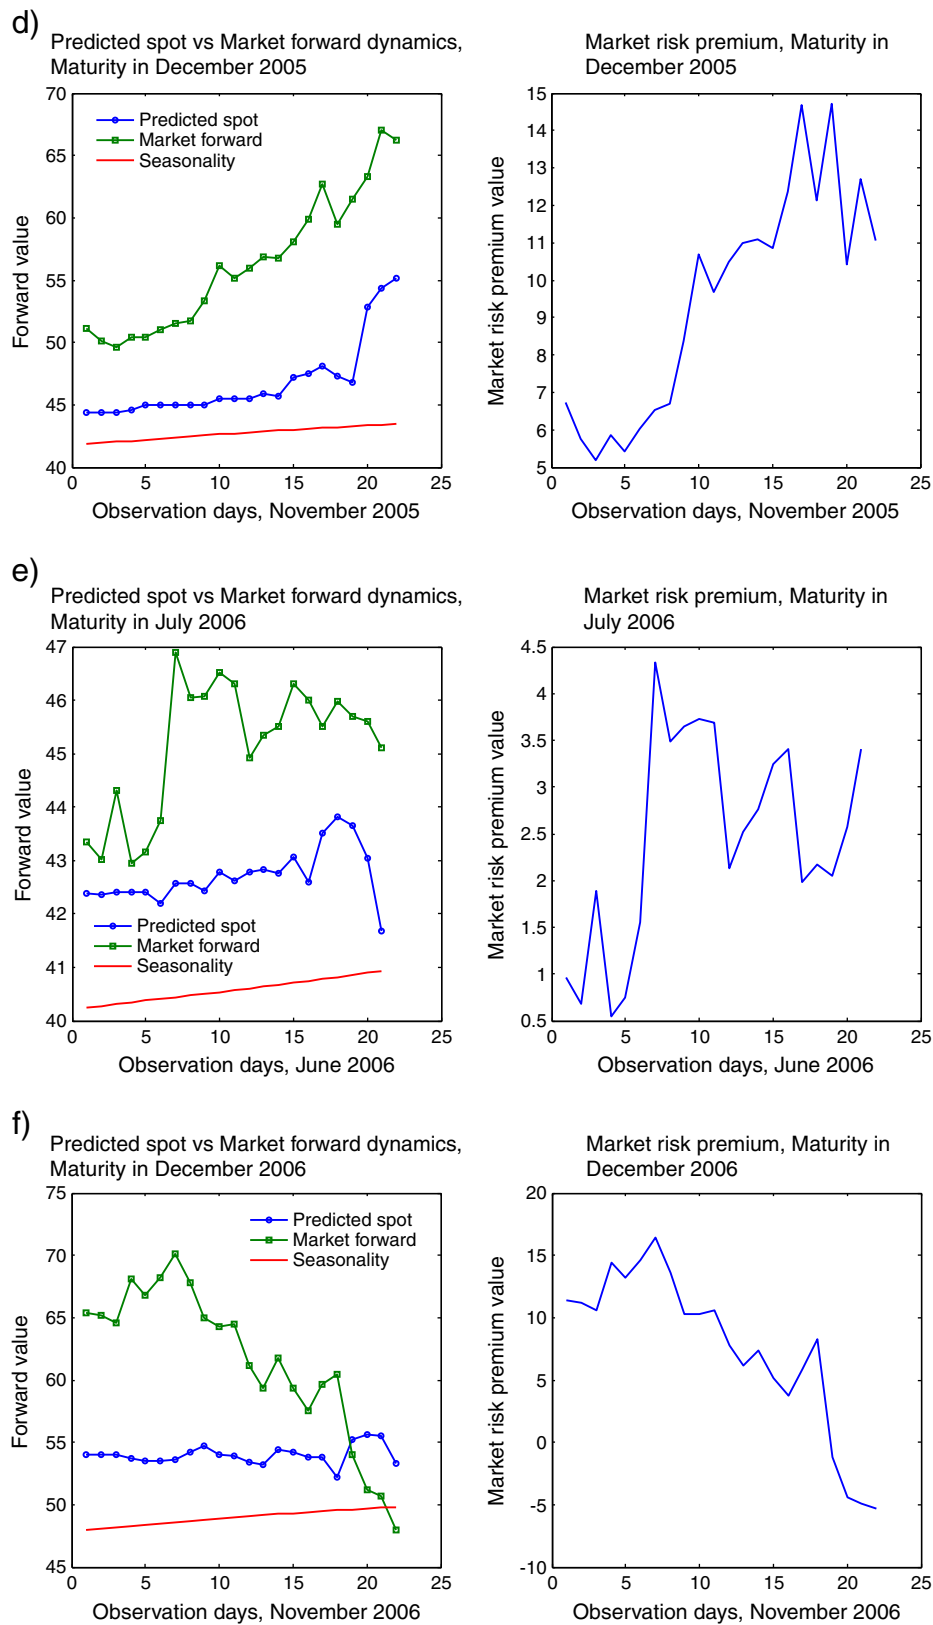 d)
Predicted spot vs Market forward dynamics,
Maturity in December 2005
70
65
60
55
50
45
40
Forward value
Predicted spot
Market forward
Seasonality
0 5 10 15 20 25
Observation days, November 2005
Market risk premium, Maturity in
December 2005
15
14
13
12
11
10
9
8
7
6
5
Market risk premium value
0 5 10 15 20 25
Observation days, November 2005
e)
Predicted spot vs Market forward dynamics,
Maturity in July 2006
47
46
45
44
43
42
41
40
Forward value
Predicted spot
Market forward
Seasonality
0 5 10 15 20 25
Observation days, June 2006
Market risk premium, Maturity in
July 2006
4.5
4
3.5
3
2.5
2
1.5
1
0.5
Market risk premium value
0 5 10 15 20 25
Observation days, June 2006
f)
Predicted spot vs Market forward dynamics,
Maturity in December 2006
75
70
65
60
55
50
45
Forward value
Predicted spot
Market forward
Seasonality
0 5 10 15 20 25
Observation days, November 2006
Market risk premium, Maturity in
December 2006
20
15
10
5
0
-5
-10
Market risk premium value
0 5 10 15 20 25
Observation days, November 2006